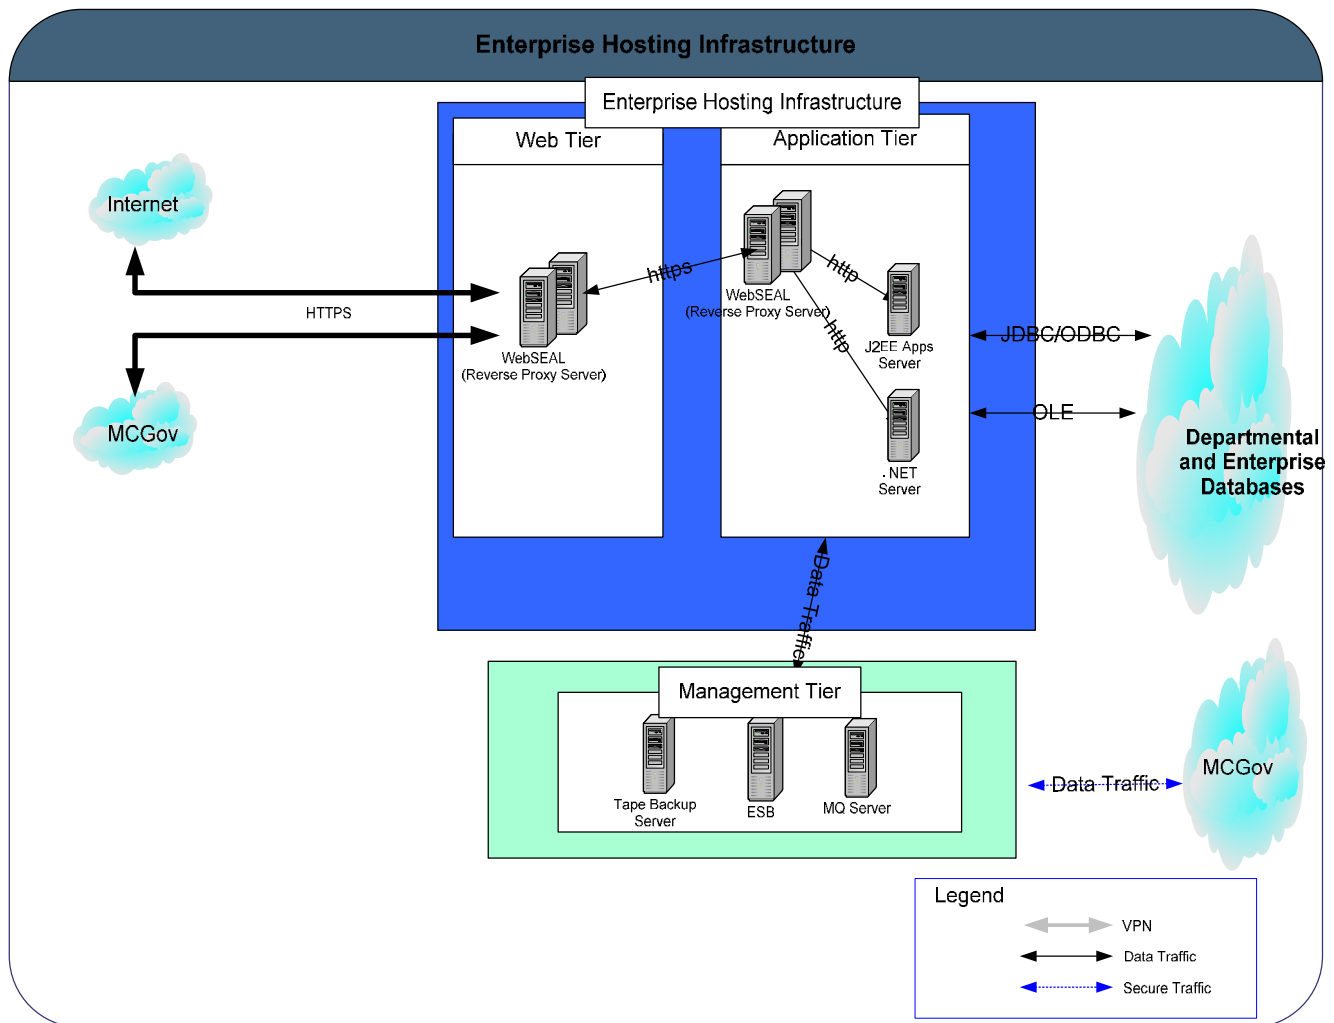 Enterprise Hosting Infrastructure
Enterprise Hosting Infrastructure
Web Tier
Application Tier
Internet
HTTPS
MCGov
WebSEAL
(Reverse Proxy Server)
https
WebSEAL
(Reverse Proxy Server)
http
http
J2EE Apps
Server
.NET
Server
JDBC/ODBC
OLE
Departmental
and Enterprise
Databases
Data Traffic
Management Tier
Tape Backup
Server
ESB
MQ Server
Data Traffic
MCGov
Legend
VPN
Data Traffic
Secure Traffic